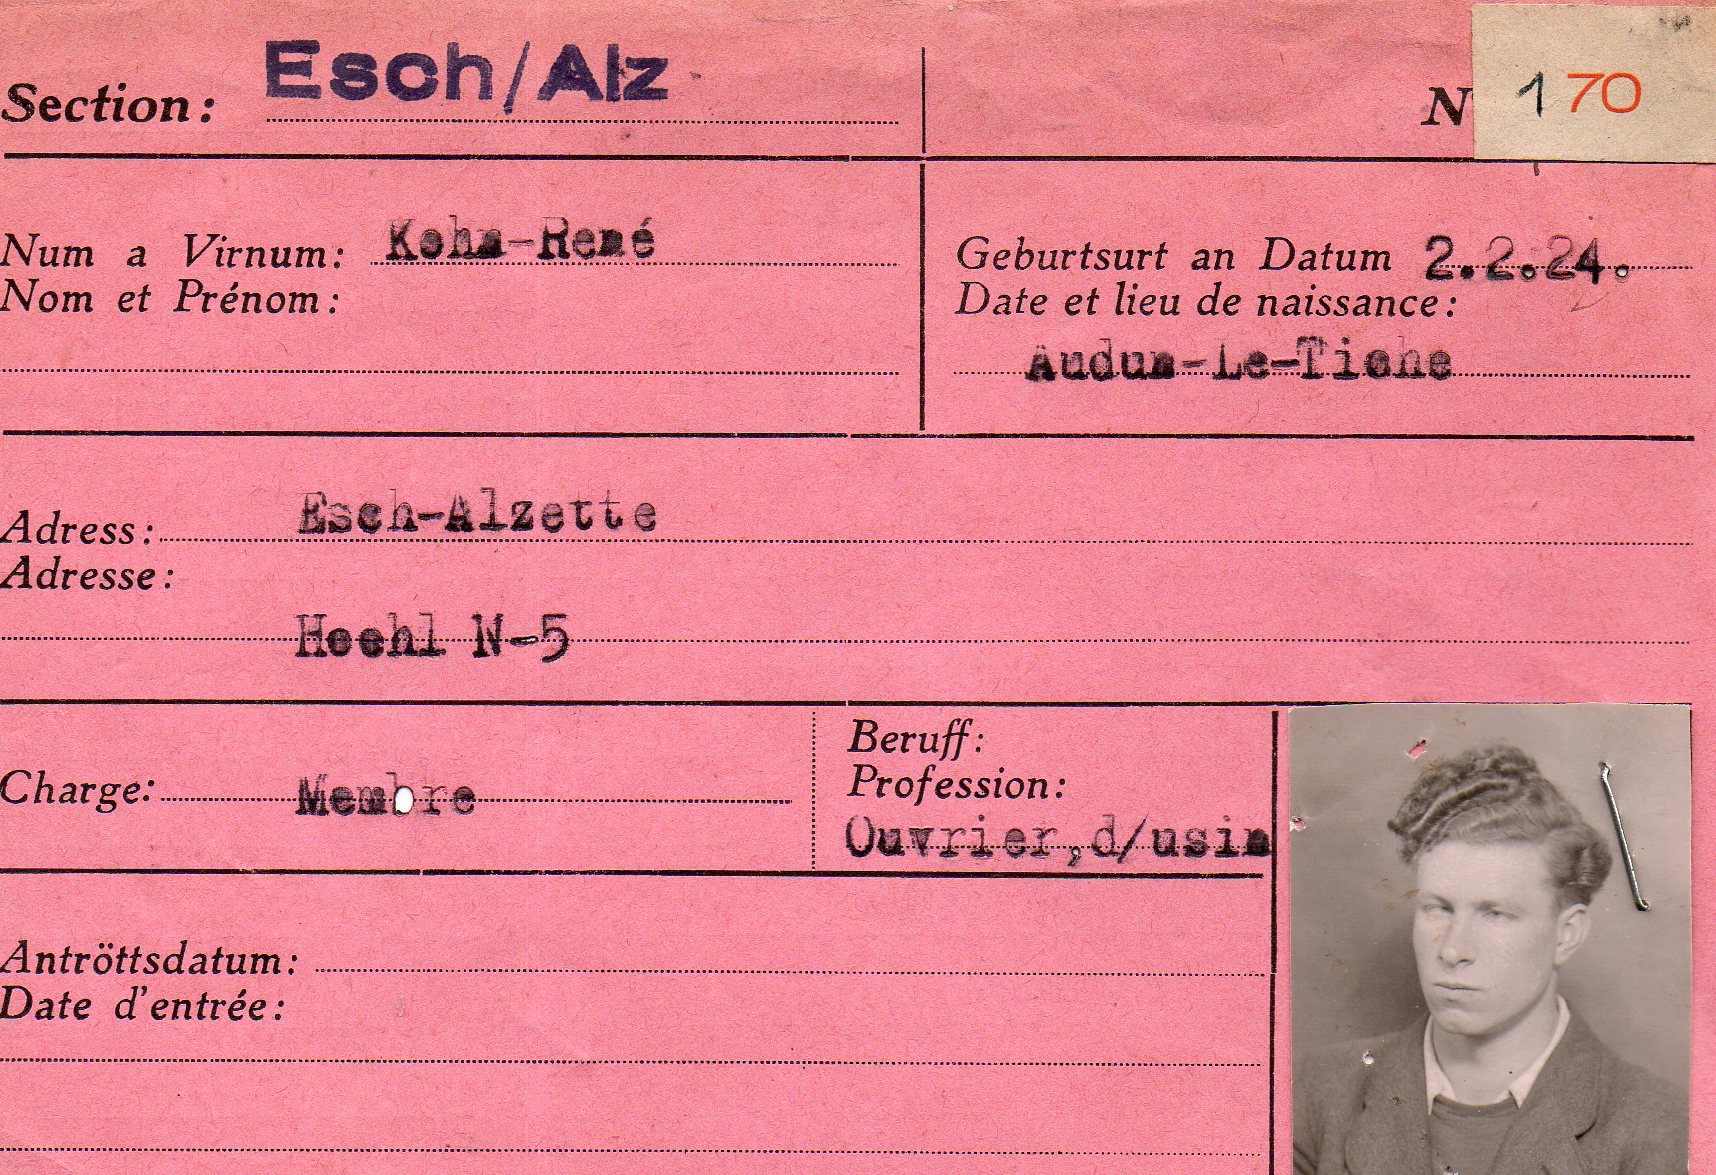 Section: Esch/Alz
N 170
Num a Virnum: Kohn-René
Nom et Prénom:
Geburtsurt an Datum 2.2.24.
Date et lieu de naissance:
Audun-Le-Tiche
Adress: Esch-Alzette
Adresse:
Hoehl N-5
Charge: Membre
Beruff:
Profession:
Ouvrier,d/usin
Antröttsdatum:
Date d'entrée: